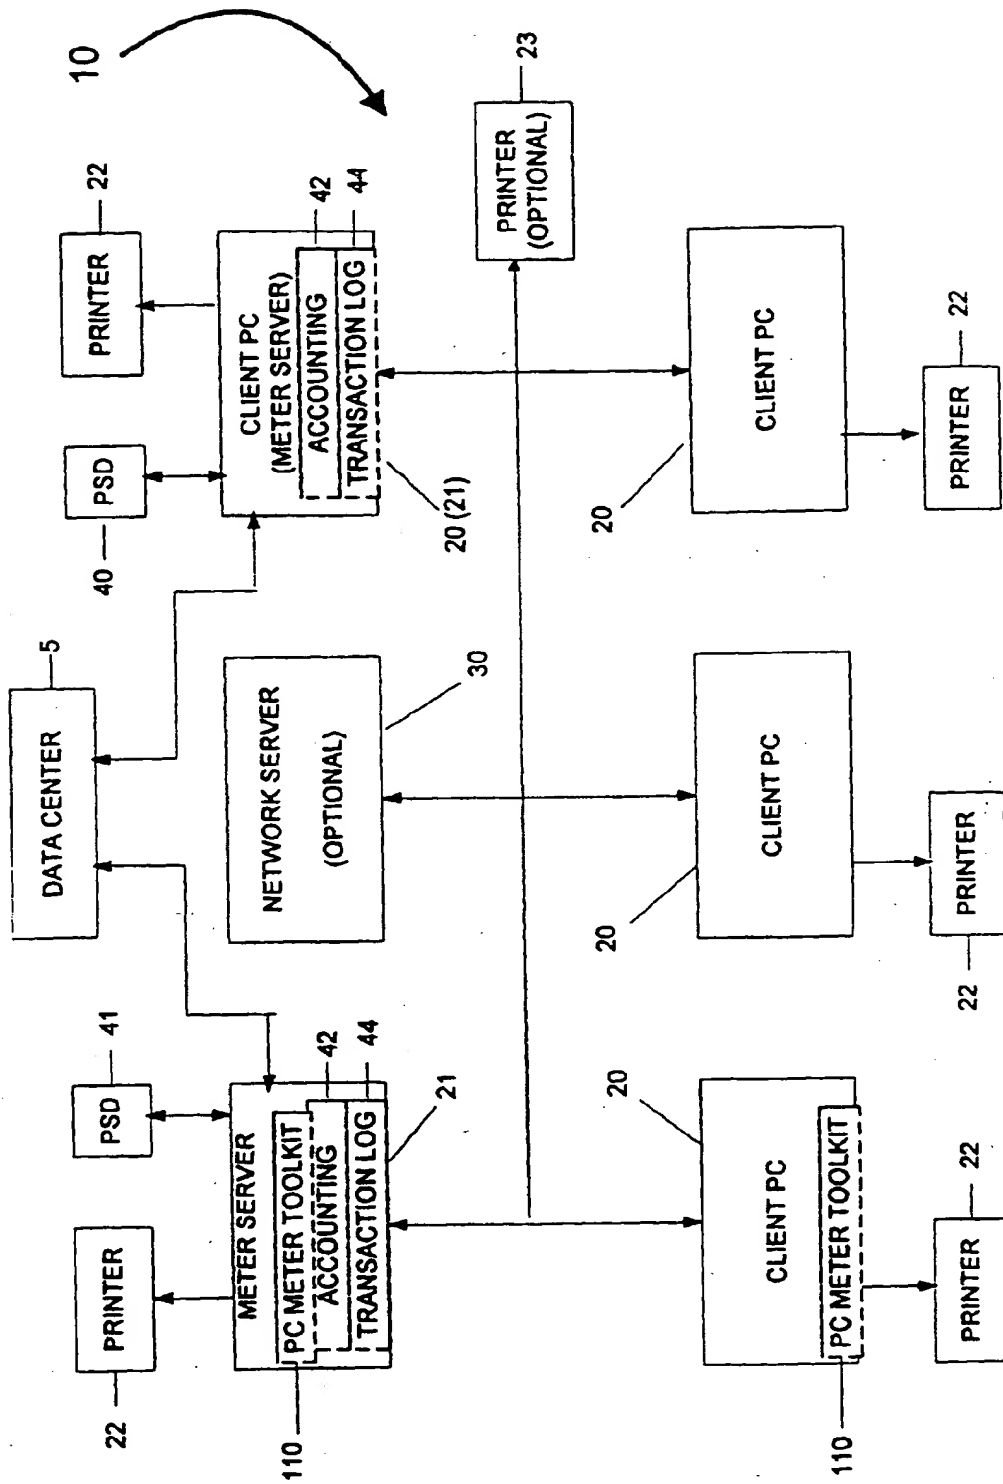 10
DATA CENTER
5
22
PRINTER
PSD
41
40
PSD
PRINTER
22
METER SERVER
110
PC METER TOOLKIT
ACCOUNTING
42
TRANSACTION LOG
44
21
NETWORK SERVER
(OPTIONAL)
30
CLIENT PC
(METER SERVER)
ACCOUNTING
42
TRANSACTION LOG
44
20 (21)
PRINTER
(OPTIONAL)
23
20
CLIENT PC
110
PC METER TOOLKIT
PRINTER
22
20
CLIENT PC
22
PRINTER
20
CLIENT PC
PRINTER
22